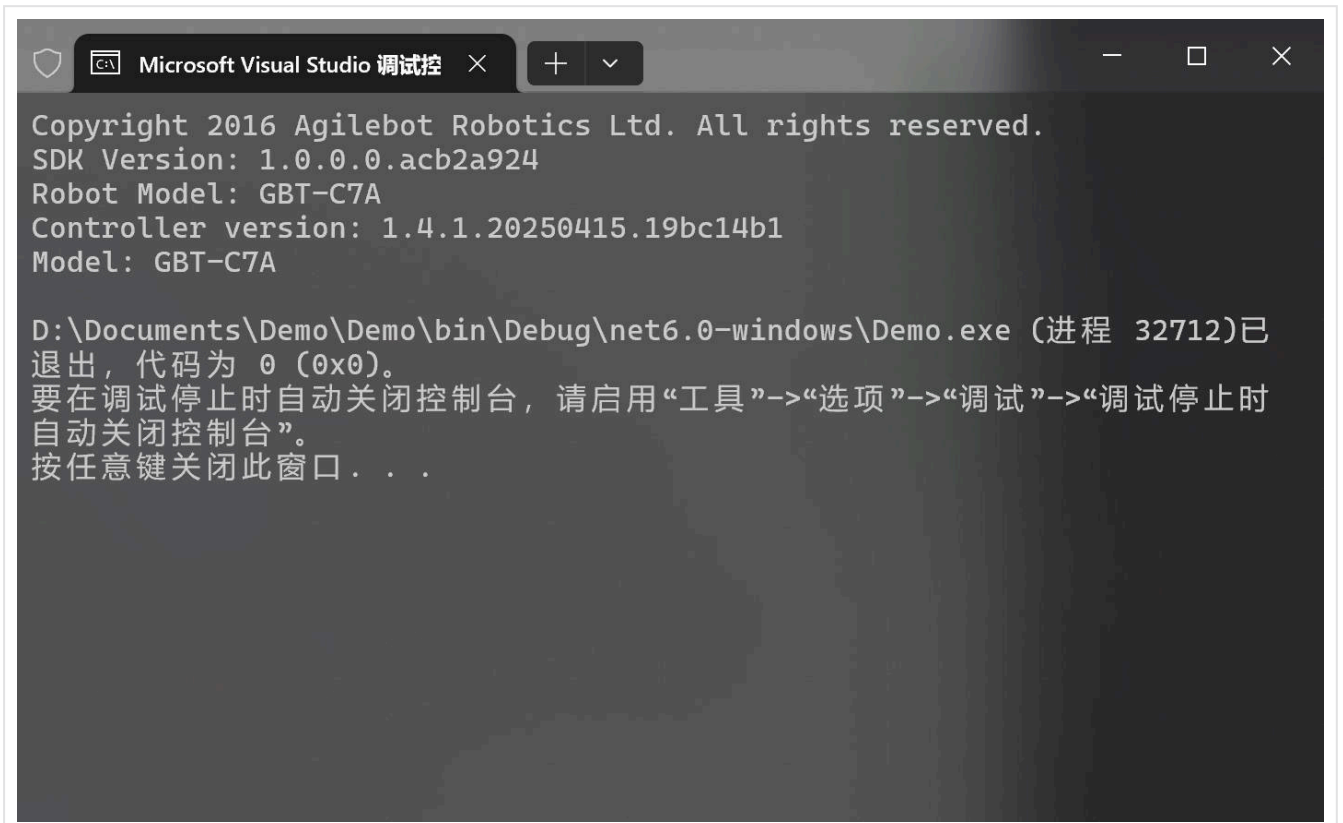 Microsoft Visual Studio 调试控
Copyright 2016 Agilebot Robotics Ltd. All rights reserved.
SDK Version: 1.0.0.0.acb2a924
Robot Model: GBT-C7A
Controller version: 1.4.1.20250415.19bc14b1
Model: GBT-C7A
D:\Documents\Demo\Demo\bin\Debug\net6.0-windows\Demo.exe (进程 32712)已
退出，代码为 0 (0x0)。
要在调试停止时自动关闭控制台，请启用“工具”->“选项”->“调试”->“调试停止时
自动关闭控制台”。
按任意键关闭此窗口. . .